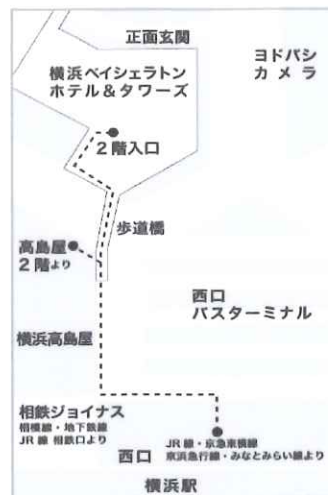 正面玄関
横浜ベイシェラトン
ホテル&タワーズ
ヨドバシ
カメラ
2階入口
歩道橋
高島屋
2階より
西口
バスターミナル
横浜高島屋
相鉄ジョイナス
相模線・地下鉄線
JR線 相鉄口より
JR線・京急東横線
京浜急行線・みなとみらい線より
西口
横浜駅